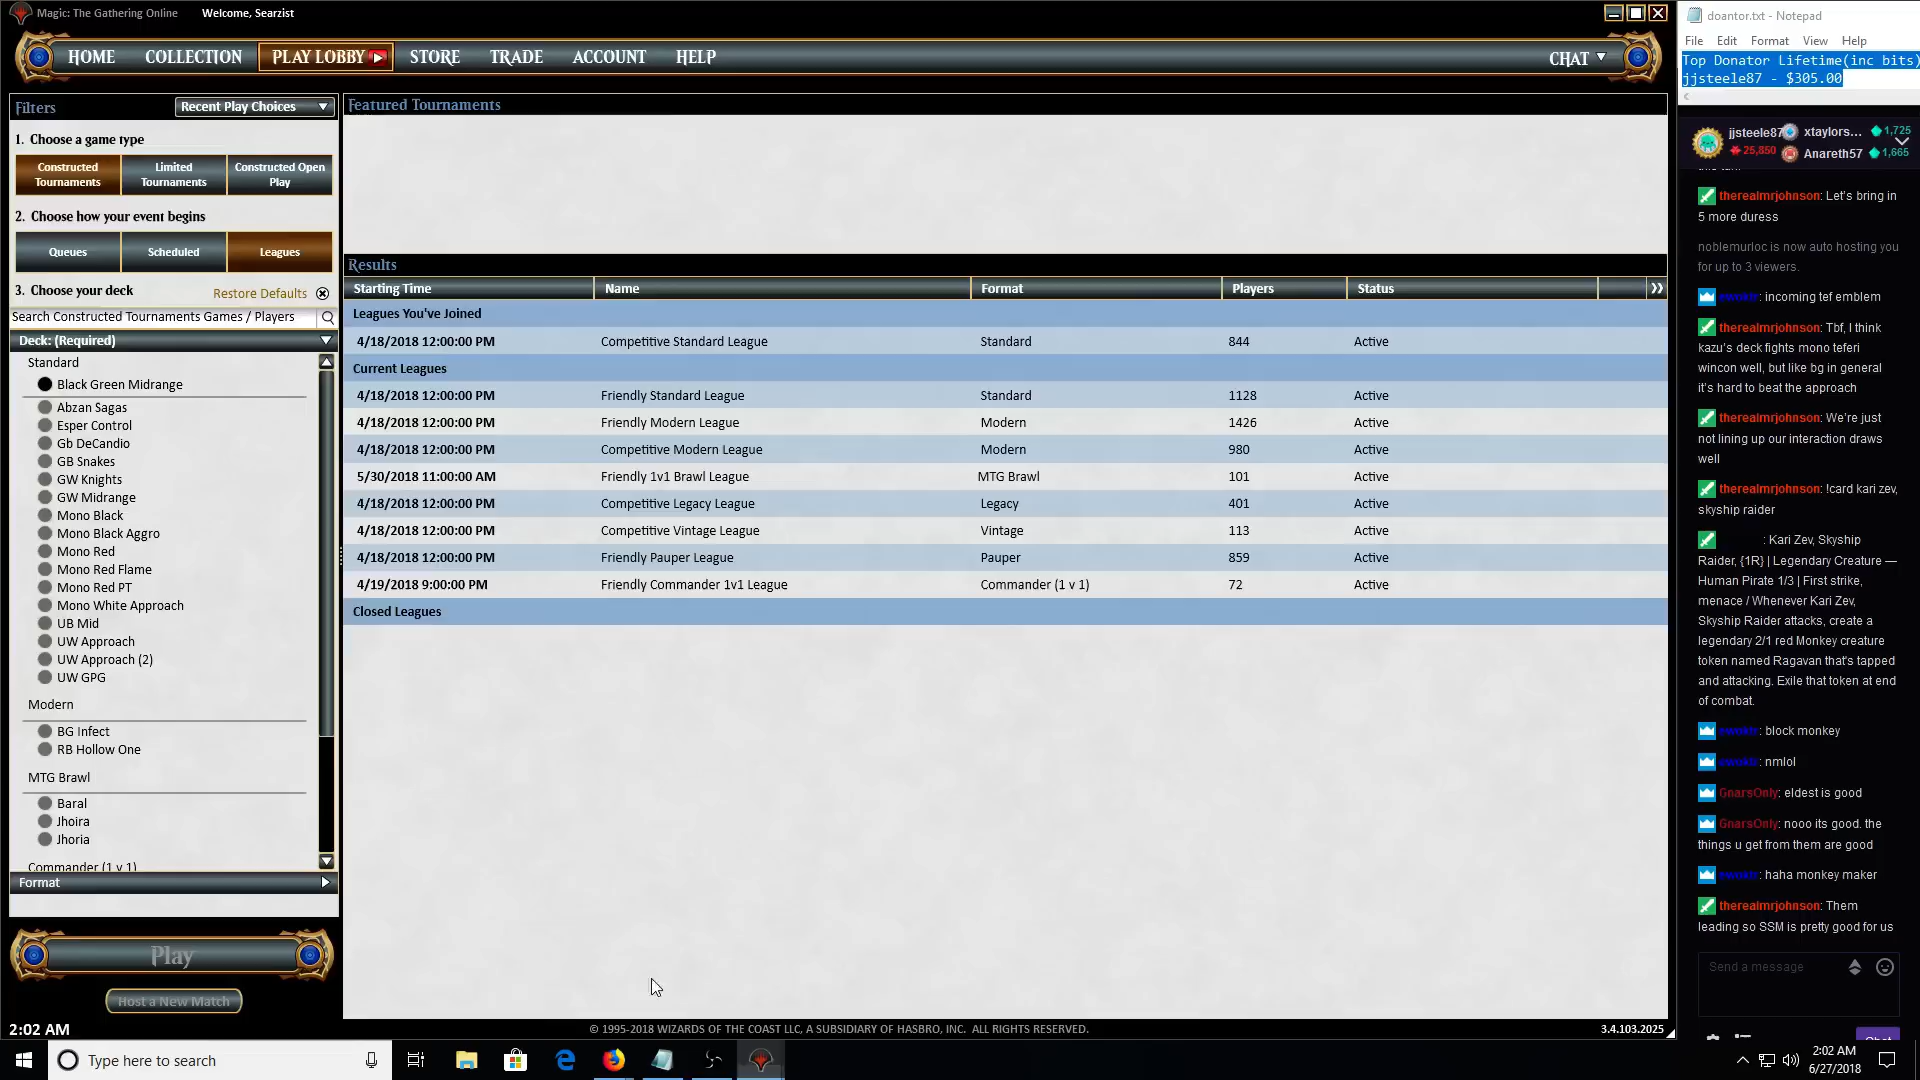 Magic: The Gathering Online
Welcome, Searzist
HOME COLLECTION PLAY LOBBY STORE TRADE ACCOUNT HELP CHAT
Filters
Recent Play Choices
1. Choose a game type
Constructed Tournaments
Limited Tournaments
Constructed Open Play
2. Choose how your event begins
Queues
Scheduled
Leagues
3. Choose your deck
Restore Defaults
Search Constructed Tournaments Games / Players
Deck: (Required)
Standard
Black Green Midrange
Abzan Sagas
Esper Control
Gb DeCandio
GB Snakes
GW Knights
GW Midrange
Mono Black
Mono Black Aggro
Mono Red
Mono Red Flame
Mono Red PT
Mono White Approach
UB Mid
UW Approach
UW Approach (2)
UW GPG
Modern
BG Infect
RB Hollow One
MTG Brawl
Baral
Jhoira
Jhoria
Commander (1 v 1)
Format
Play
Host a New Match
2:02 AM
Featured Tournaments
Results
Starting Time Name Format Players Status
Leagues You've Joined
4/18/2018 12:00:00 PM Competitive Standard League Standard 844 Active
Current Leagues
4/18/2018 12:00:00 PM Friendly Standard League Standard 1128 Active
4/18/2018 12:00:00 PM Friendly Modern League Modern 1426 Active
4/18/2018 12:00:00 PM Competitive Modern League Modern 980 Active
5/30/2018 11:00:00 AM Friendly 1v1 Brawl League MTG Brawl 101 Active
4/18/2018 12:00:00 PM Competitive Legacy League Legacy 401 Active
4/18/2018 12:00:00 PM Competitive Vintage League Vintage 113 Active
4/18/2018 12:00:00 PM Friendly Pauper League Pauper 859 Active
4/19/2018 9:00:00 PM Friendly Commander 1v1 League Commander (1 v 1) 72 Active
Closed Leagues
© 1995-2018 WIZARDS OF THE COAST LLC, A SUBSIDIARY OF HASBRO, INC. ALL RIGHTS RESERVED.
3.4.103.2025
doantor.txt - Notepad
File Edit Format View Help
Top Donator Lifetime(inc bits)
jjsteele87 - $305.00
jjsteele87 25,850
xtaylors... 1,725
Anareth57 1,665
therealmrjohnson: Let's bring in
5 more duress
noblemurloc is now auto hosting you
for up to 3 viewers.
: incoming tef emblem
therealmrjohnson: Tbf, I think
kazu's deck fights mono teferi
wincon well, but like bg in general
it's hard to beat the approach
therealmrjohnson: We're just
not lining up our interaction draws
well
therealmrjohnson: !card kari zev,
skyship raider
: Kari Zev, Skyship
Raider, {1R} | Legendary Creature —
Human Pirate 1/3 | First strike,
menace / Whenever Kari Zev,
Skyship Raider attacks, create a
legendary 2/1 red Monkey creature
token named Ragavan that's tapped
and attacking. Exile that token at end
of combat.
: block monkey
: nmlol
GnarsOnly: eldest is good
GnarsOnly: nooo its good. the
things u get from them are good
: haha monkey maker
therealmrjohnson: Them
leading so SSM is pretty good for us
Send a message
Chat
Type here to search
2:02 AM
6/27/2018